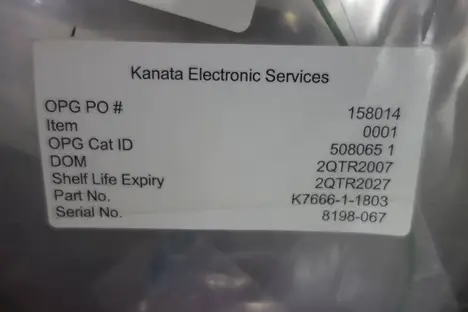 Kanata Electronic Services
OPG PO # 158014
Item 0001
OPG Cat ID 508065 1
DOM 2QTR2007
Shelf Life Expiry 2QTR2027
Part No. K7666-1-1803
Serial No. 8198-067